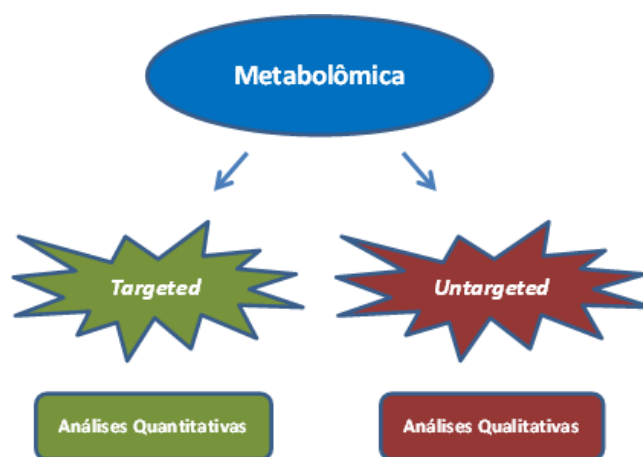 Metabolômica
Targeted
Untargeted
Análises Quantitativas
Análises Qualitativas